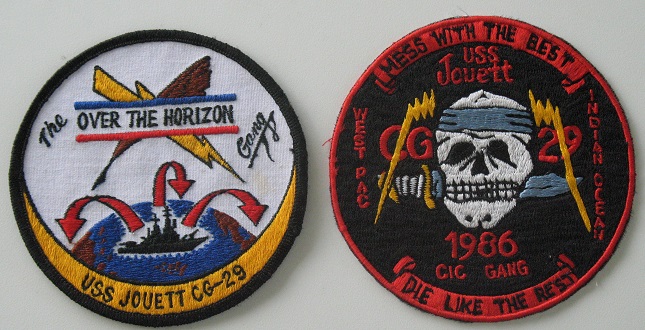 The
OVER THE HORIZON
Gang
USS JOUETT CG-29
MESS WITH THE BEST
USS
Jouett
WEST PAC
CG 29
INDIAN OCEAN
1986
CIC GANG
DIE LIKE THE REST